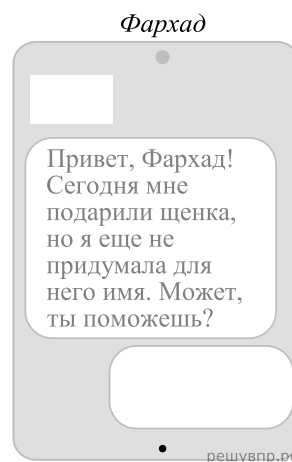 Фархад
Привет, Фархад!
Сегодня мне
подарили щенка,
но я еще не
придумала для
него имя. Может,
ты поможешь?
решувпр.рф